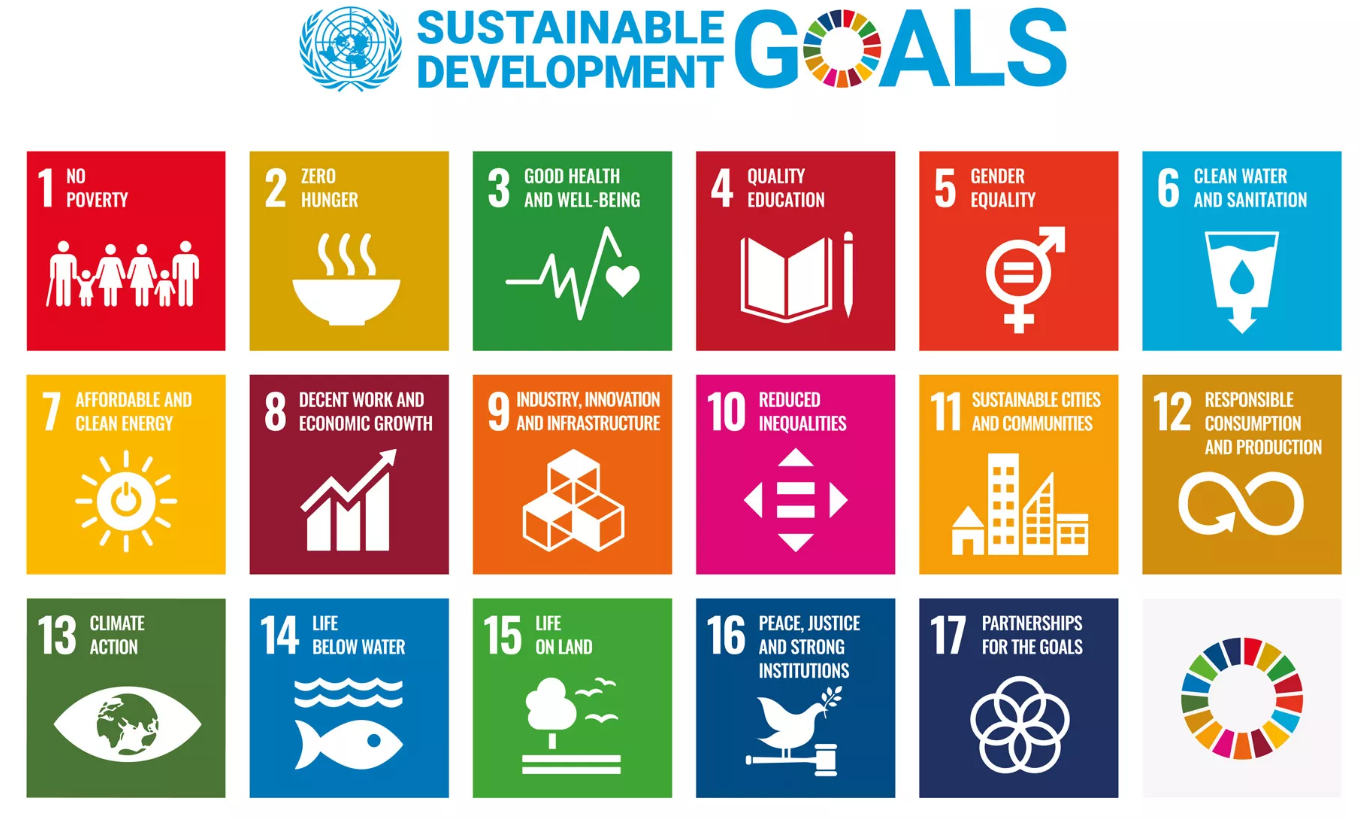 SUSTAINABLE
DEVELOPMENT
GOALS
1 NO
POVERTY
2 ZERO
HUNGER
3 GOOD HEALTH
AND WELL-BEING
4 QUALITY
EDUCATION
5 GENDER
EQUALITY
6 CLEAN WATER
AND SANITATION
7 AFFORDABLE AND
CLEAN ENERGY
8 DECENT WORK AND
ECONOMIC GROWTH
9 INDUSTRY, INNOVATION
AND INFRASTRUCTURE
10 REDUCED
INEQUALITIES
11 SUSTAINABLE CITIES
AND COMMUNITIES
12 RESPONSIBLE
CONSUMPTION
AND PRODUCTION
13 CLIMATE
ACTION
14 LIFE
BELOW WATER
15 LIFE
ON LAND
16 PEACE, JUSTICE
AND STRONG
INSTITUTIONS
17 PARTNERSHIPS
FOR THE GOALS